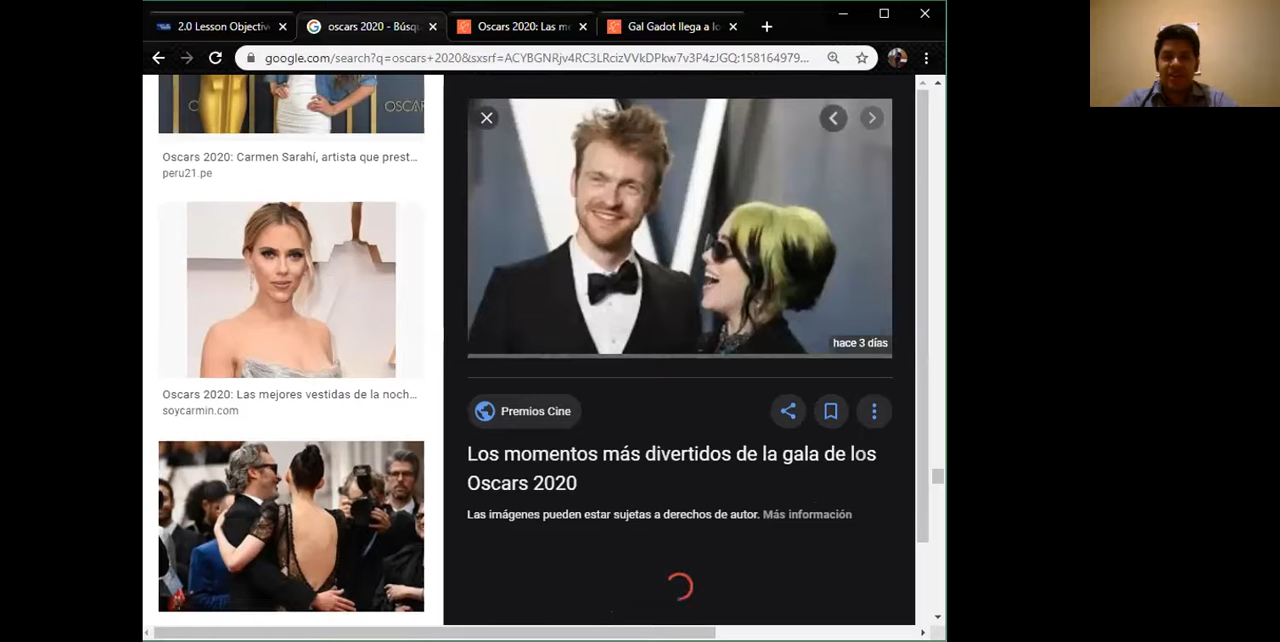 2.0 Lesson Objectiv
oscars 2020 - Búsqu
Oscars 2020: Las me
Gal Gadot llega a lo
google.com/search?q=oscars+2020&sxsrf=ACYBGNRjv4RC3LRcizVVkDPkw7v3P4zJGQ:158164979...
OSCAR
Oscars 2020: Carmen Sarahí, artista que prest...
peru21.pe
Oscars 2020: Las mejores vestidas de la noch...
soycarmin.com
hace 3 días
Premios Cine
Los momentos más divertidos de la gala de los
Oscars 2020
Las imágenes pueden estar sujetas a derechos de autor. Más información